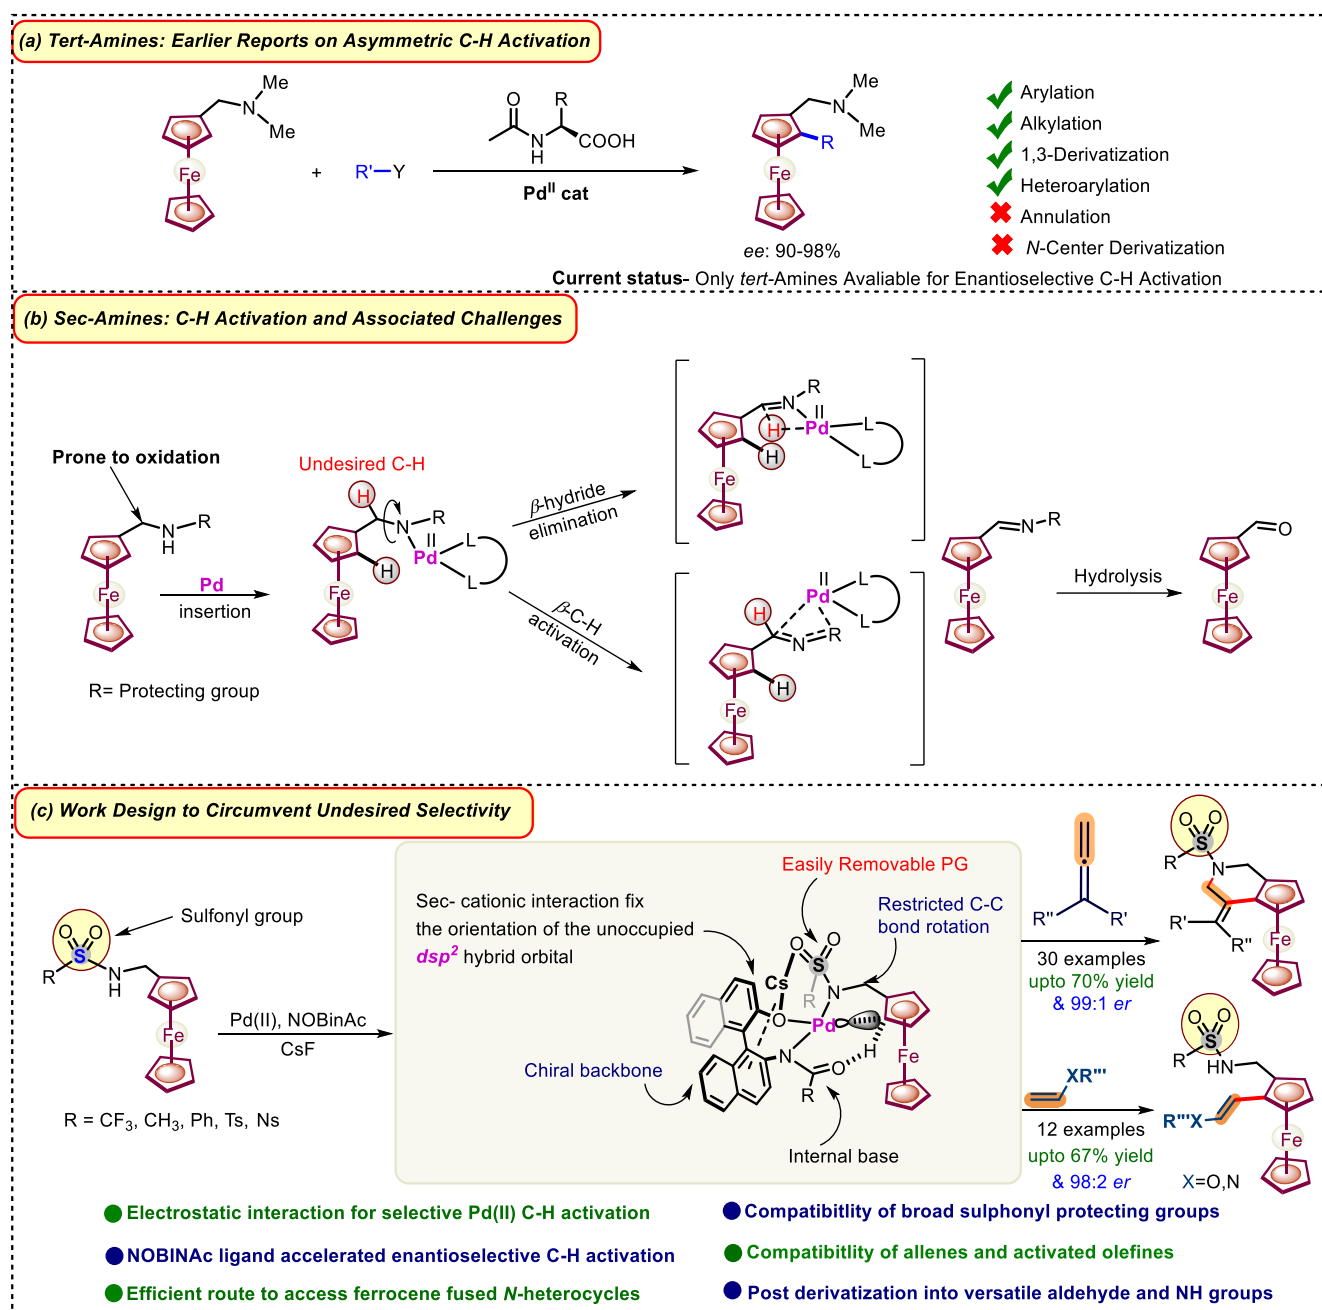 (a) Tert-Amines: Earlier Reports on Asymmetric C-H Activation
Me
N
Me
Fe
+
R'–Y
O
R
N
H
COOH
Pd^II cat
Me
N
Me
R
Fe
ee: 90-98%
Arylation
Alkylation
1,3-Derivatization
Heteroarylation
Annulation
N-Center Derivatization
Current status- Only tert-Amines Avaliable for Enantioselective C-H Activation
(b) Sec-Amines: C-H Activation and Associated Challenges
Prone to oxidation
R
N
H
Fe
R= Protecting group
Pd
insertion
Undesired C-H
H
N
R
II
Pd
L
L
H
Fe
β-hydride
elimination
β-C-H
activation
R
N
II
Pd
L
L
H
H
Fe
II
Pd
L
L
H
N
R
H
Fe
N
R
Fe
Hydrolysis
O
Fe
(c) Work Design to Circumvent Undesired Selectivity
Sulfonyl group
O
O
S
R
N
H
Fe
R = CF3, CH3, Ph, Ts, Ns
Pd(II), NOBinAc
CsF
Sec- cationic interaction fix
the orientation of the unoccupied
dsp2 hybrid orbital
Easily Removable PG
Restricted C-C
bond rotation
O
O
S
Cs
R
N
O
Pd
N
H
O
R
Fe
Chiral backbone
Internal base
R''
R'
30 examples
upto 70% yield
& 99:1 er
O
O
S
R
N
R'
R''
Fe
XR'''
12 examples
upto 67% yield
& 98:2 er
O
O
S
R
HN
R'''X
Fe
X=O,N
Electrostatic interaction for selective Pd(II) C-H activation
Compatibitlity of broad sulphonyl protecting groups
NOBINAc ligand accelerated enantioselective C-H activation
Compatibitlity of allenes and activated olefines
Efficient route to access ferrocene fused N-heterocycles
Post derivatization into versatile aldehyde and NH groups